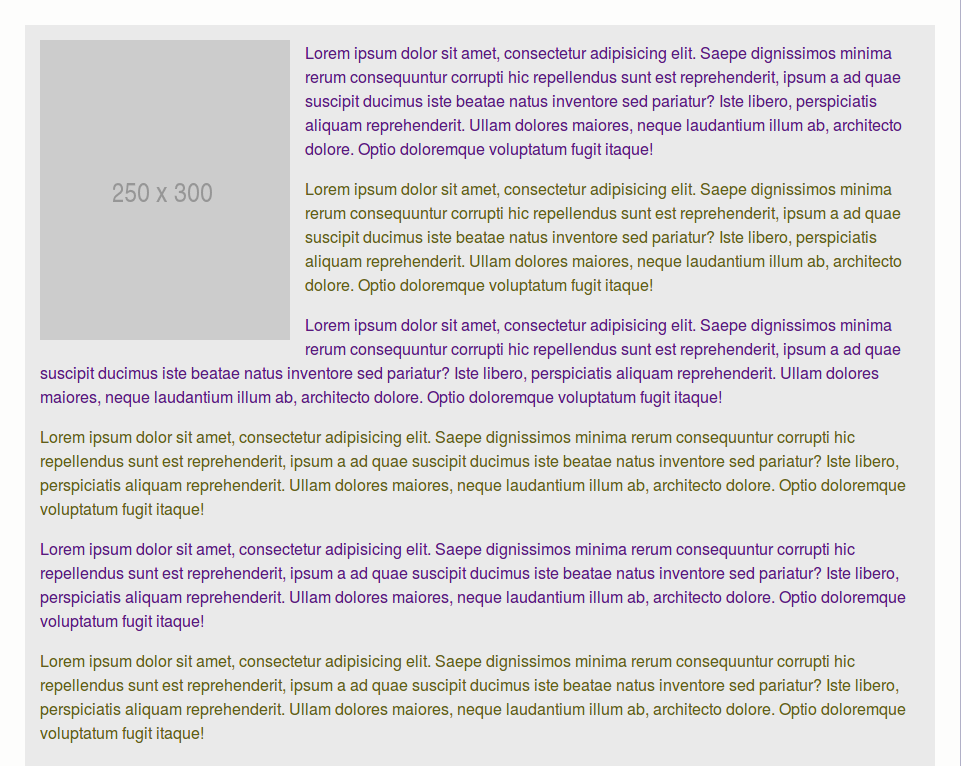 250 x 300
Lorem ipsum dolor sit amet, consectetur adipisicing elit. Saepe dignissimos minima
rerum consequuntur corrupti hic repellendus sunt est reprehenderit, ipsum a ad quae
suscipit ducimus iste beatae natus inventore sed pariatur? Iste libero, perspiciatis
aliquam reprehenderit. Ullam dolores maiores, neque laudantium illum ab, architecto
dolore. Optio doloremque voluptatum fugit itaque!
Lorem ipsum dolor sit amet, consectetur adipisicing elit. Saepe dignissimos minima
rerum consequuntur corrupti hic repellendus sunt est reprehenderit, ipsum a ad quae
suscipit ducimus iste beatae natus inventore sed pariatur? Iste libero, perspiciatis
aliquam reprehenderit. Ullam dolores maiores, neque laudantium illum ab, architecto
dolore. Optio doloremque voluptatum fugit itaque!
Lorem ipsum dolor sit amet, consectetur adipisicing elit. Saepe dignissimos minima
rerum consequuntur corrupti hic repellendus sunt est reprehenderit, ipsum a ad quae
suscipit ducimus iste beatae natus inventore sed pariatur? Iste libero, perspiciatis aliquam reprehenderit. Ullam dolores
maiores, neque laudantium illum ab, architecto dolore. Optio doloremque voluptatum fugit itaque!
Lorem ipsum dolor sit amet, consectetur adipisicing elit. Saepe dignissimos minima rerum consequuntur corrupti hic
repellendus sunt est reprehenderit, ipsum a ad quae suscipit ducimus iste beatae natus inventore sed pariatur? Iste libero,
perspiciatis aliquam reprehenderit. Ullam dolores maiores, neque laudantium illum ab, architecto dolore. Optio doloremque
voluptatum fugit itaque!
Lorem ipsum dolor sit amet, consectetur adipisicing elit. Saepe dignissimos minima rerum consequuntur corrupti hic
repellendus sunt est reprehenderit, ipsum a ad quae suscipit ducimus iste beatae natus inventore sed pariatur? Iste libero,
perspiciatis aliquam reprehenderit. Ullam dolores maiores, neque laudantium illum ab, architecto dolore. Optio doloremque
voluptatum fugit itaque!
Lorem ipsum dolor sit amet, consectetur adipisicing elit. Saepe dignissimos minima rerum consequuntur corrupti hic
repellendus sunt est reprehenderit, ipsum a ad quae suscipit ducimus iste beatae natus inventore sed pariatur? Iste libero,
perspiciatis aliquam reprehenderit. Ullam dolores maiores, neque laudantium illum ab, architecto dolore. Optio doloremque
voluptatum fugit itaque!